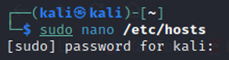 ┌──(kali㉿kali)-[~]
└─$ sudo nano /etc/hosts
[sudo] password for kali: